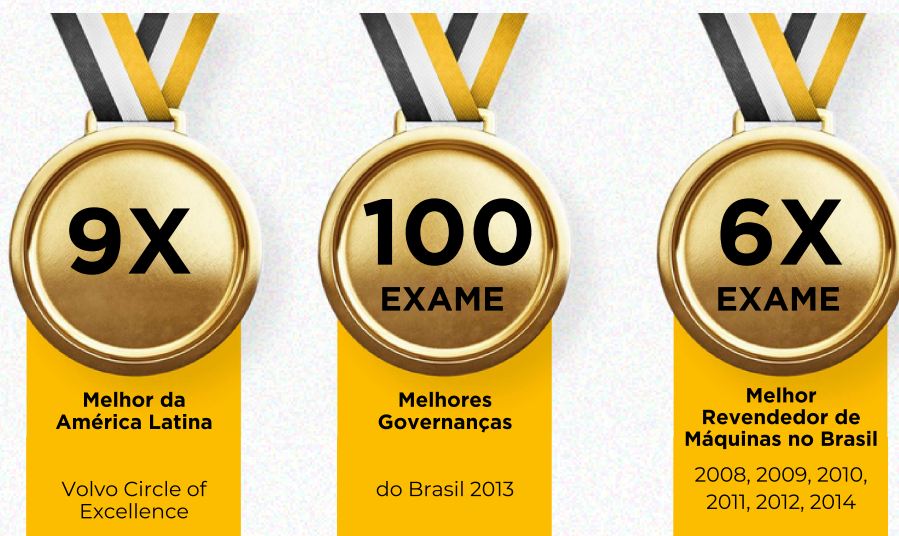 9X
Melhor da
América Latina
Volvo Circle of
Excellence
100
EXAME
Melhores
Governanças
do Brasil 2013
6X
EXAME
Melhor
Revendedor de
Máquinas no Brasil
2008, 2009, 2010,
2011, 2012, 2014